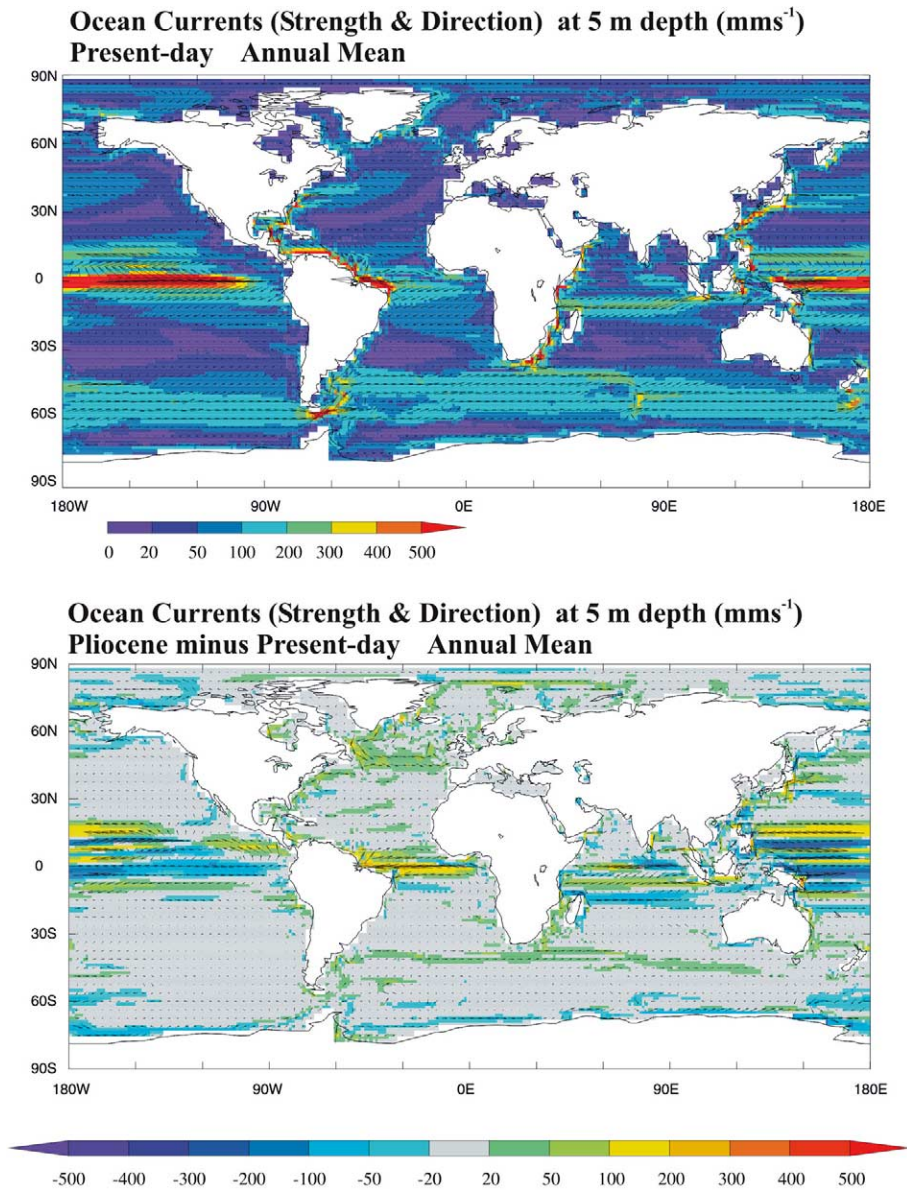 Ocean Currents (Strength & Direction) at 5 m depth (mms⁻¹)
Present-day Annual Mean
90N
60N
30N
0
30S
60S
90S
180W 90W 0E 90E 180E
0 20 50 100 200 300 400 500
Ocean Currents (Strength & Direction) at 5 m depth (mms⁻¹)
Pliocene minus Present-day Annual Mean
90N
60N
30N
0
30S
60S
90S
180W 90W 0E 90E 180E
-500 -400 -300 -200 -100 -50 -20 20 50 100 200 300 400 500